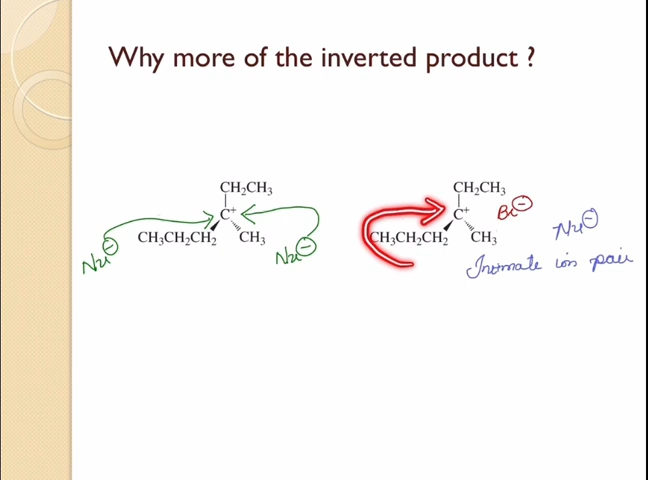 Why more of the inverted product ?
CH₂CH₃
C⁺
CH₃CH₂CH₂ CH₃
Nu⊖
Nu⊖
CH₂CH₃
C⁺ Br⊖
CH₃CH₂CH₂ CH₃
Nu⊖
Intimate ion pair